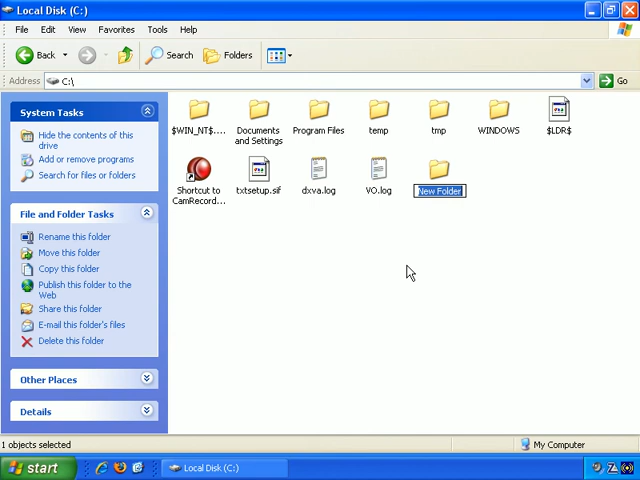 Local Disk (C:)
File Edit View Favorites Tools Help
Back Search Folders
Address C:\ Go
System Tasks
Hide the contents of this
drive
Add or remove programs
Search for files or folders
File and Folder Tasks
Rename this folder
Move this folder
Copy this folder
Publish this folder to the
Web
Share this folder
E-mail this folder's files
Delete this folder
Other Places
Details
$WIN_NT$....
Documents
and Settings
Program Files
temp
tmp
WINDOWS
$LDR$
Shortcut to
CamRecord...
txtsetup.sif
dxva.log
VO.log
New Folder
1 objects selected
My Computer
start
Local Disk (C:)